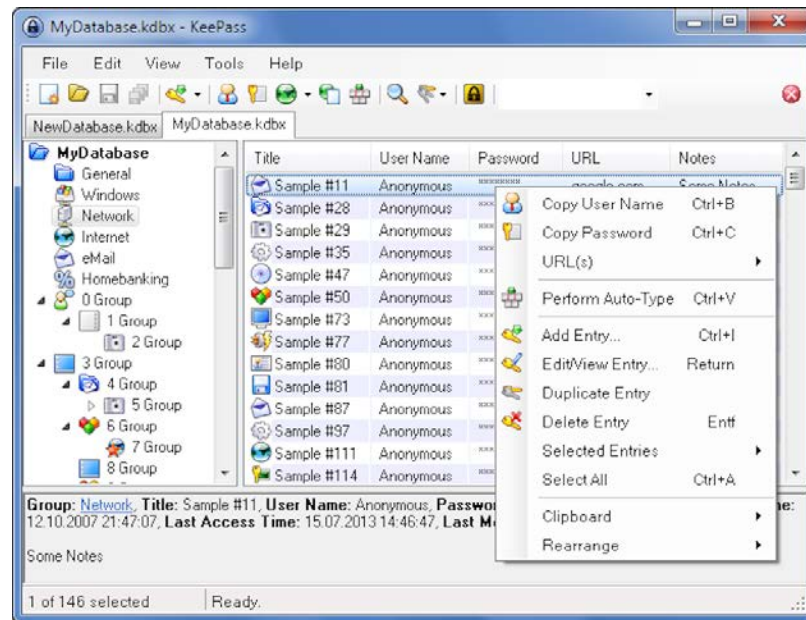 MyDatabase.kdbx - KeePass
File Edit View Tools Help
NewDatabase.kdbx MyDatabase.kdbx
MyDatabase
General
Windows
Network
Internet
eMail
Homebanking
0 Group
1 Group
2 Group
3 Group
4 Group
5 Group
6 Group
7 Group
8 Group
Title User Name Password URL Notes
Sample #11 Anonymous ******** google.com Some Notes
Sample #28 Anonymous ***
Sample #29 Anonymous ***
Sample #35 Anonymous ***
Sample #47 Anonymous ***
Sample #50 Anonymous ***
Sample #73 Anonymous ***
Sample #77 Anonymous ***
Sample #80 Anonymous ***
Sample #81 Anonymous ***
Sample #87 Anonymous ***
Sample #97 Anonymous ***
Sample #111 Anonymous ***
Sample #114 Anonymous ***
Copy User Name Ctrl+B
Copy Password Ctrl+C
URL(s)
Perform Auto-Type Ctrl+V
Add Entry... Ctrl+I
Edit/View Entry... Return
Duplicate Entry
Delete Entry Entf
Selected Entries
Select All Ctrl+A
Clipboard
Rearrange
Group: Network, Title: Sample #11, User Name: Anonymous, Passwor me:
12.10.2007 21:47:07, Last Access Time: 15.07.2013 14:46:47, Last M
Some Notes
1 of 146 selected Ready.